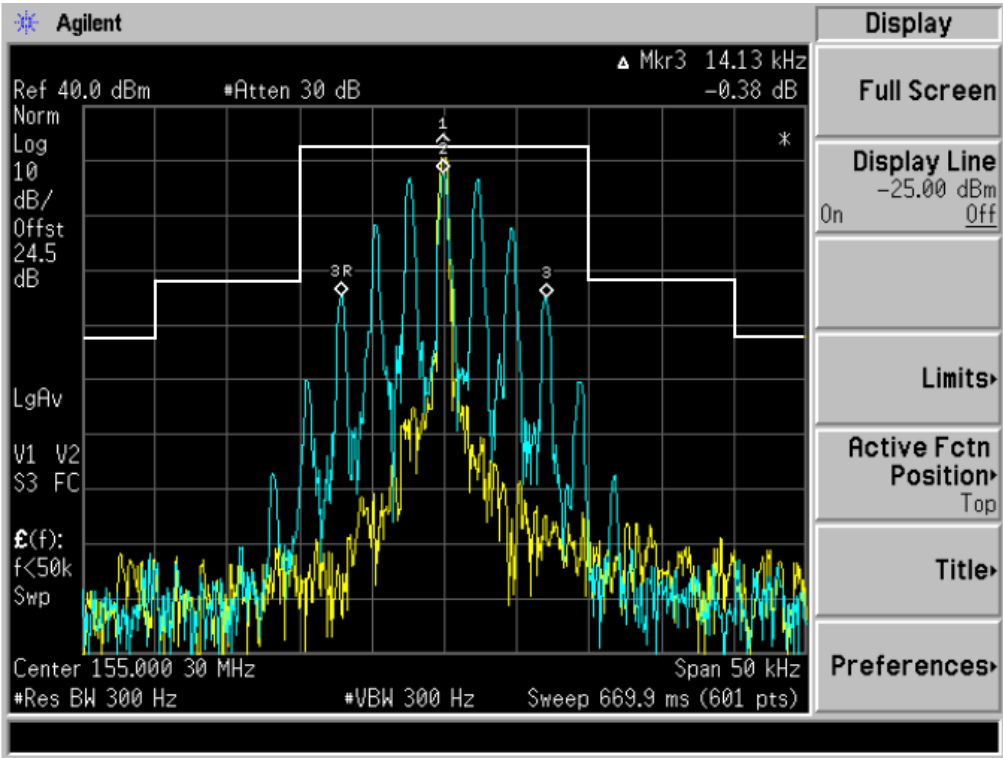 Agilent
Display
Δ Mkr3 14.13 kHz
Ref 40.0 dBm #Atten 30 dB -0.38 dB
Norm
Log
10
dB/
Offst
24.5
dB
LgAv
V1 V2
S3 FC
£(f):
f<50k
Swp
1
2
*
3R
3
Center 155.000 30 MHz Span 50 kHz
#Res BW 300 Hz #VBW 300 Hz Sweep 669.9 ms (601 pts)
Full Screen
Display Line
-25.00 dBm
On Off
Limits
Active Fctn
Position
Top
Title
Preferences